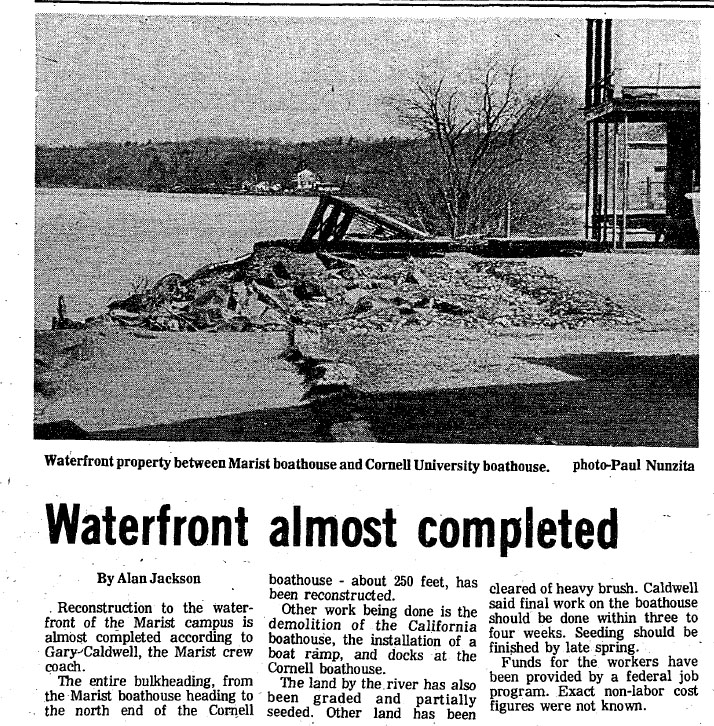 Waterfront property between Marist boathouse and Cornell University boathouse. photo-Paul Nunzita
Waterfront almost completed
By Alan Jackson
Reconstruction to the water-
front of the Marist campus is
almost completed according to
Gary Caldwell, the Marist crew
coach.
The entire bulkheading, from
the Marist boathouse heading to
the north end of the Cornell
boathouse - about 250 feet, has
been reconstructed.
Other work being done is the
demolition of the California
boathouse, the installation of a
boat ramp, and docks at the
Cornell boathouse.
The land by the river has also
been graded and partially
seeded. Other land has been
cleared of heavy brush. Caldwell
said final work on the boathouse
should be done within three to
four weeks. Seeding should be
finished by late spring.
Funds for the workers have
been provided by a federal job
program. Exact non-labor cost
figures were not known.